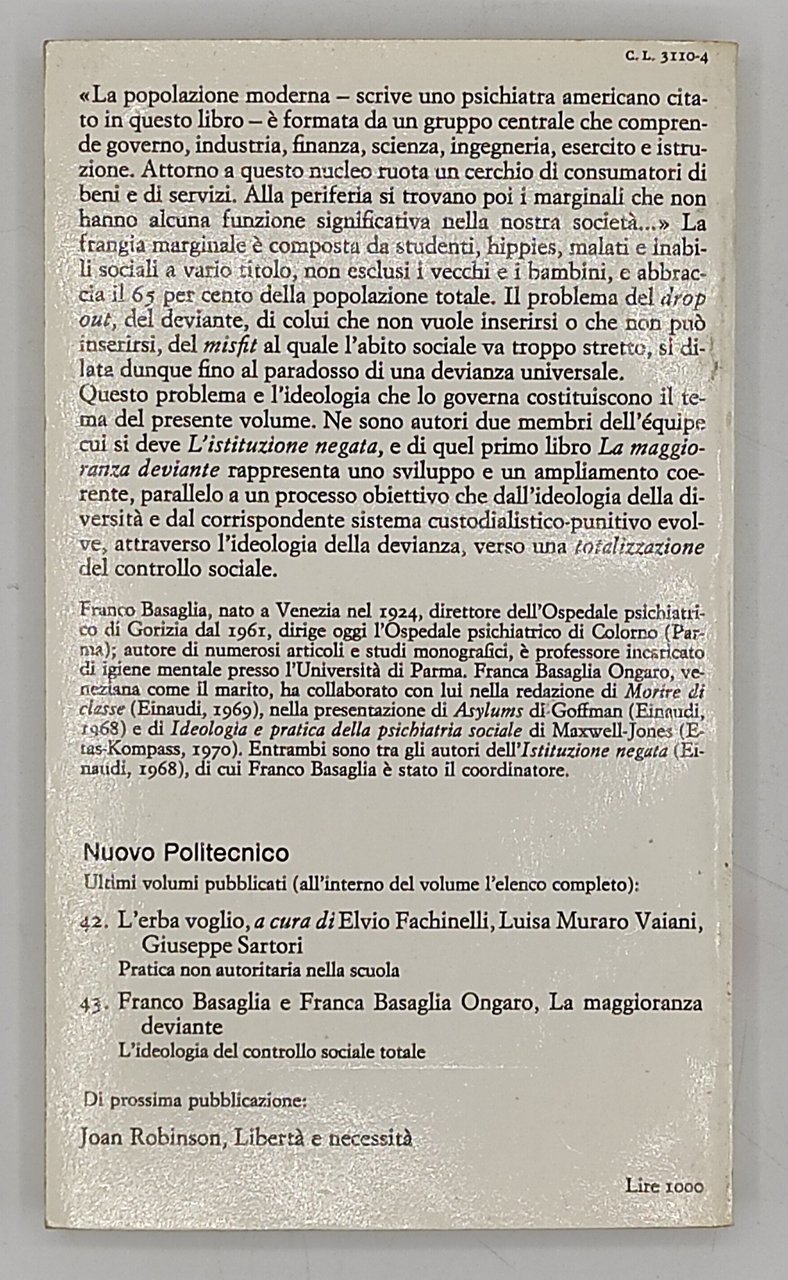 C. L. 3110-4
«La popolazione moderna – scrive uno psichiatra americano cita-
to in questo libro – è formata da un gruppo centrale che compren-
de governo, industria, finanza, scienza, ingegneria, esercito e istru-
zione. Attorno a questo nucleo ruota un cerchio di consumatori di
beni e di servizi. Alla periferia si trovano poi i marginali che non
hanno alcuna funzione significativa nella nostra società...» La
frangia marginale è composta da studenti, hippies, malati e inabi-
li sociali a vario titolo, non esclusi i vecchi e i bambini, e abbrac-
cia il 65 per cento della popolazione totale. Il problema del drop
out, del deviante, di colui che non vuole inserirsi o che non può
inserirsi, del misfit al quale l'abito sociale va troppo stretto, si di-
lata dunque fino al paradosso di una devianza universale.
Questo problema e l'ideologia che lo governa costituiscono il te-
ma del presente volume. Ne sono autori due membri dell'équipe
cui si deve L'istituzione negata, e di quel primo libro La maggio-
ranza deviante rappresenta uno sviluppo e un ampliamento coe-
rente, parallelo a un processo obiettivo che dall'ideologia della di-
versità e dal corrispondente sistema custodialistico-punitivo evol-
ve, attraverso l'ideologia della devianza, verso una totalizzazione
del controllo sociale.
Franco Basaglia, nato a Venezia nel 1924, direttore dell'Ospedale psichiatri-
co di Gorizia dal 1961, dirige oggi l'Ospedale psichiatrico di Colorno (Par-
ma); autore di numerosi articoli e studi monografici, è professore incaricato
di igiene mentale presso l'Università di Parma. Franca Basaglia Ongaro, ve-
neziana come il marito, ha collaborato con lui nella redazione di Morire di
classe (Einaudi, 1969), nella presentazione di Asylums di Goffman (Einaudi,
1968) e di Ideologia e pratica della psichiatria sociale di Maxwell-Jones (E-
tas-Kompass, 1970). Entrambi sono tra gli autori dell'Istituzione negata (Ei-
naudi, 1968), di cui Franco Basaglia è stato il coordinatore.
Nuovo Politecnico
Ultimi volumi pubblicati (all'interno del volume l'elenco completo):
42. L'erba voglio, a cura di Elvio Fachinelli, Luisa Muraro Vaiani,
Giuseppe Sartori
Pratica non autoritaria nella scuola
43. Franco Basaglia e Franca Basaglia Ongaro, La maggioranza
deviante
L'ideologia del controllo sociale totale
Di prossima pubblicazione:
Joan Robinson, Libertà e necessità
Lire 1000